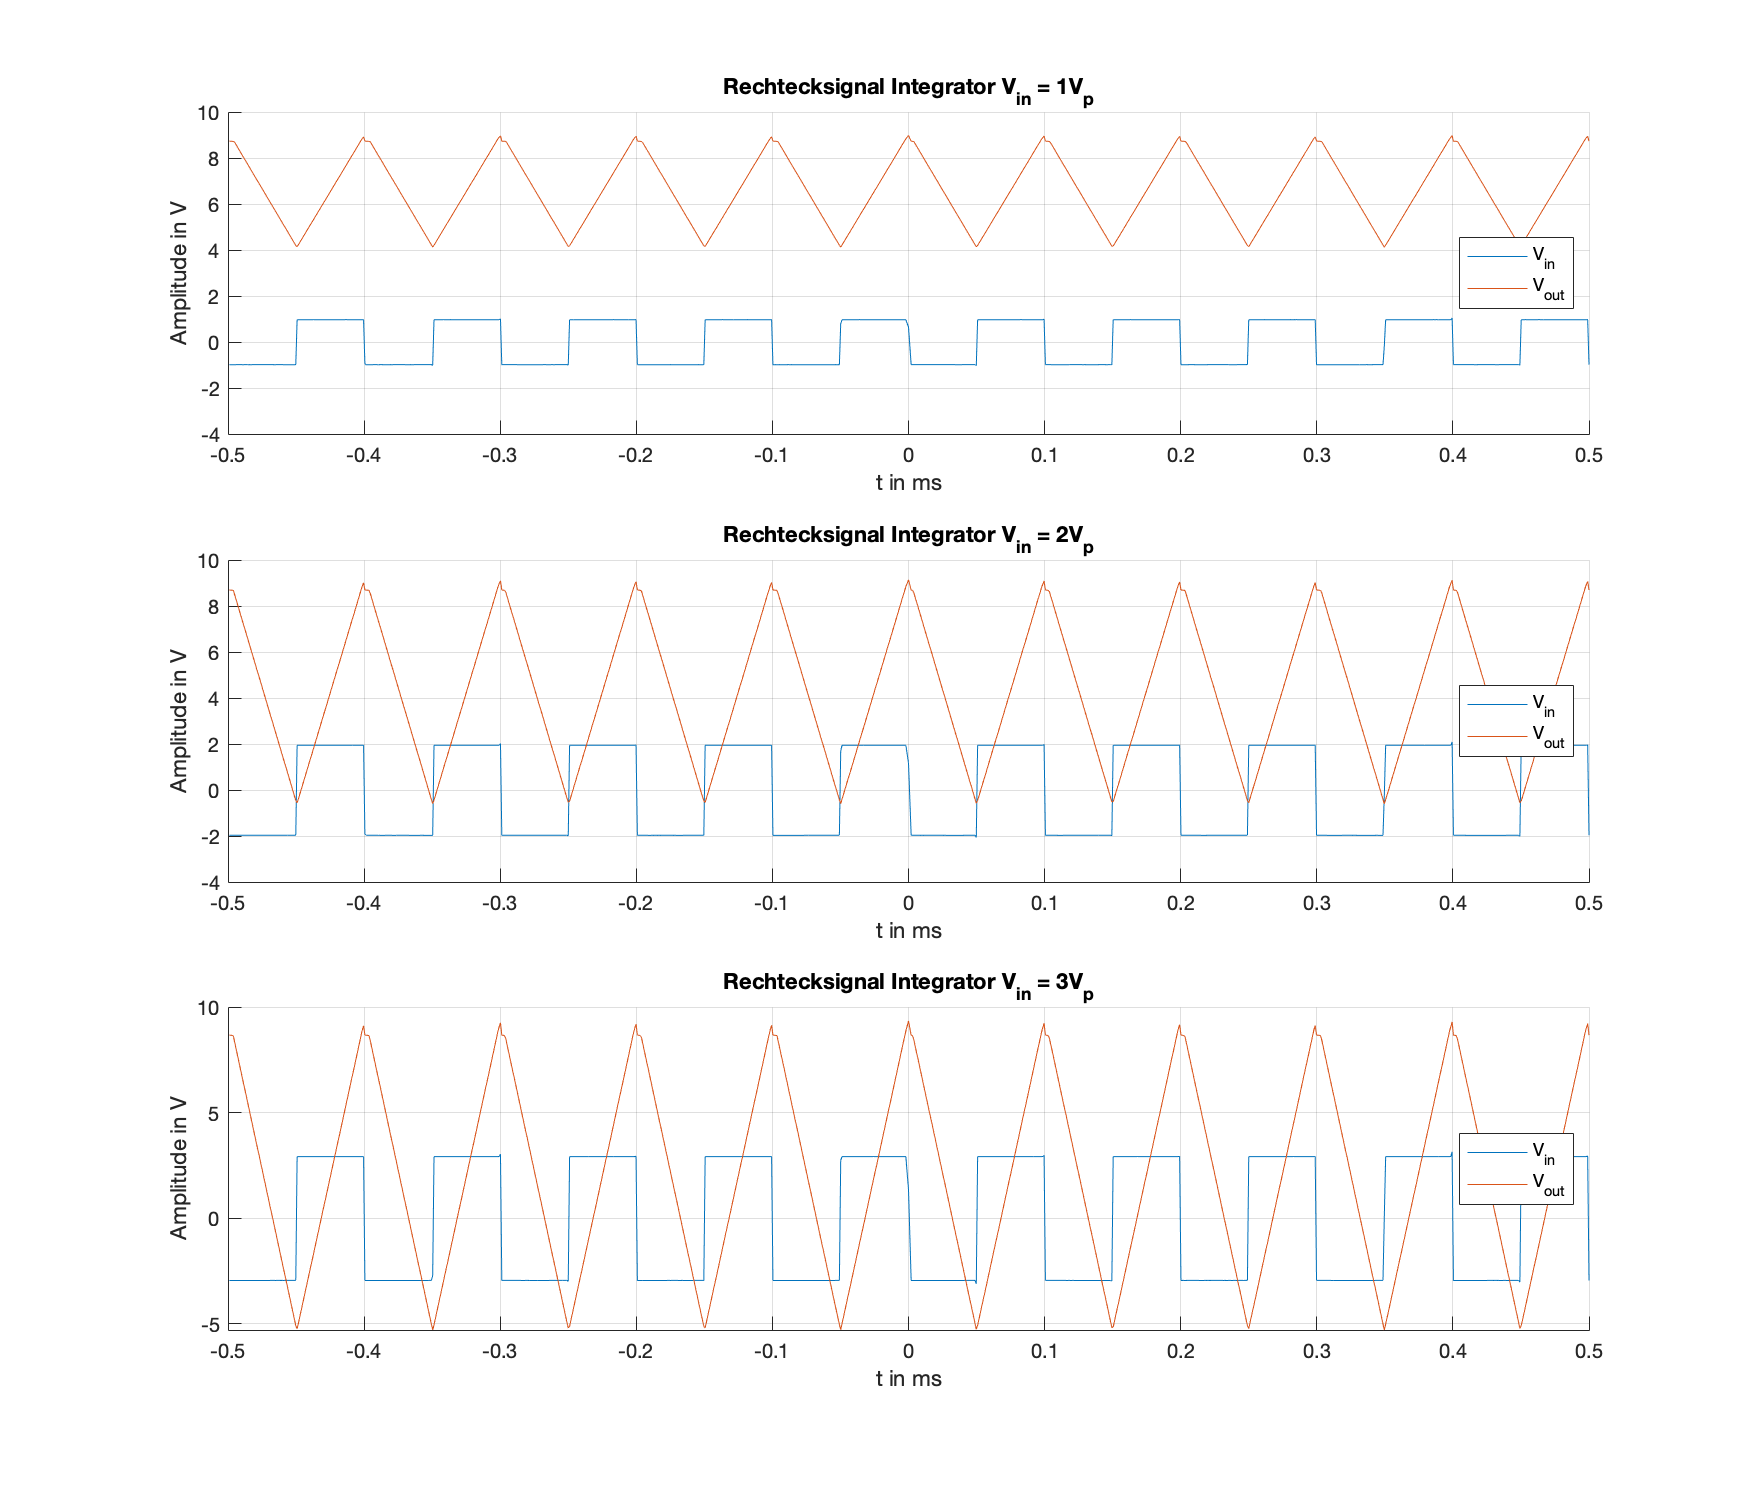 Rechtecksignal Integrator V_in = 1V_p
10
8
6
4
2
0
-2
-4
Amplitude in V
V_in
V_out
-0.5 -0.4 -0.3 -0.2 -0.1 0 0.1 0.2 0.3 0.4 0.5
t in ms
Rechtecksignal Integrator V_in = 2V_p
10
8
6
4
2
0
-2
-4
Amplitude in V
V_in
V_out
-0.5 -0.4 -0.3 -0.2 -0.1 0 0.1 0.2 0.3 0.4 0.5
t in ms
Rechtecksignal Integrator V_in = 3V_p
10
5
0
-5
Amplitude in V
V_in
V_out
-0.5 -0.4 -0.3 -0.2 -0.1 0 0.1 0.2 0.3 0.4 0.5
t in ms